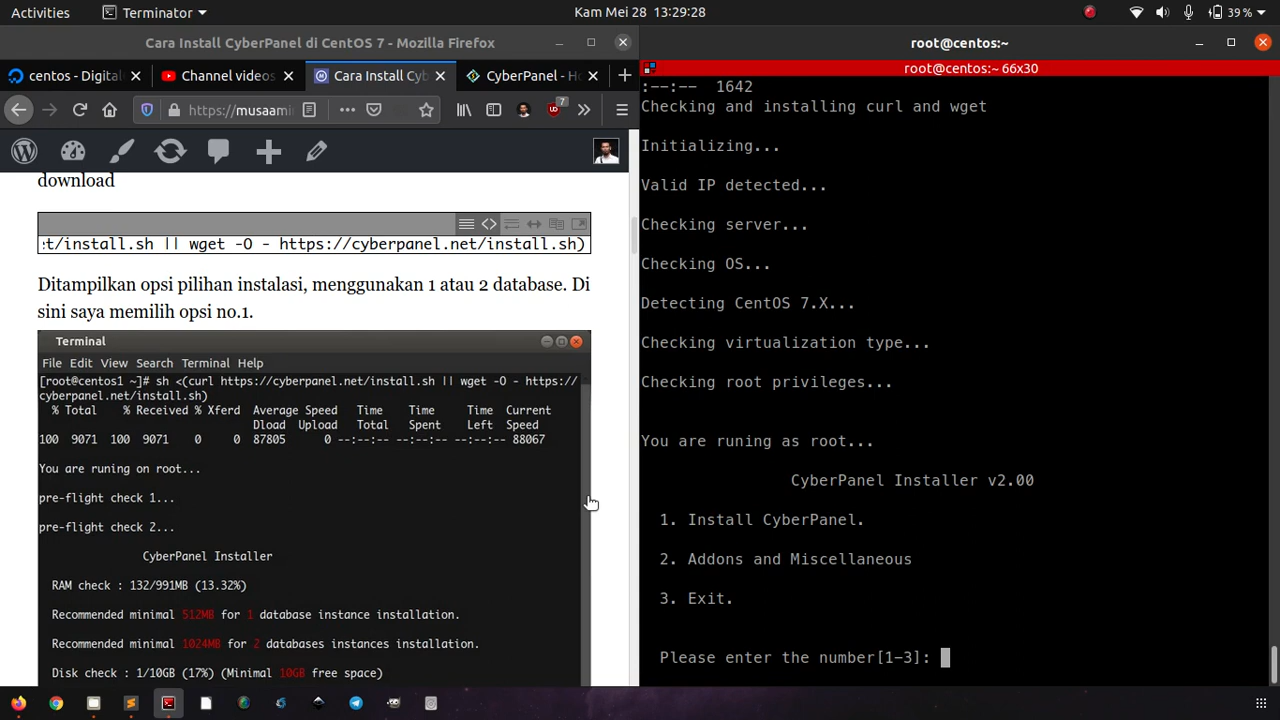 Activities
Terminator
Kam Mei 28 13:29:28
39 %
Cara Install CyberPanel di CentOS 7 - Mozilla Firefox
centos - Digital
Channel videos
Cara Install Cyb
CyberPanel - Ho
https://musaami
7
download
:t/install.sh || wget -O - https://cyberpanel.net/install.sh)
Ditampilkan opsi pilihan instalasi, menggunakan 1 atau 2 database. Di
sini saya memilih opsi no.1.
Terminal
File Edit View Search Terminal Help
[root@centos1 ~]# sh <(curl https://cyberpanel.net/install.sh || wget -O - https://
cyberpanel.net/install.sh)
% Total % Received % Xferd Average Speed Time Time Time Current
Dload Upload Total Spent Left Speed
100 9071 100 9071 0 0 87805 0 --:--:-- --:--:-- --:--:-- 88067
You are runing on root...
pre-flight check 1...
pre-flight check 2...
CyberPanel Installer
RAM check : 132/991MB (13.32%)
Recommended minimal 512MB for 1 database instance installation.
Recommended minimal 1024MB for 2 databases instances installation.
Disk check : 1/10GB (17%) (Minimal 10GB free space)
root@centos:~
root@centos:~ 66x30
:--:-- 1642
Checking and installing curl and wget
Initializing...
Valid IP detected...
Checking server...
Checking OS...
Detecting CentOS 7.X...
Checking virtualization type...
Checking root privileges...
You are runing as root...
CyberPanel Installer v2.00
1. Install CyberPanel.
2. Addons and Miscellaneous
3. Exit.
Please enter the number[1-3]: